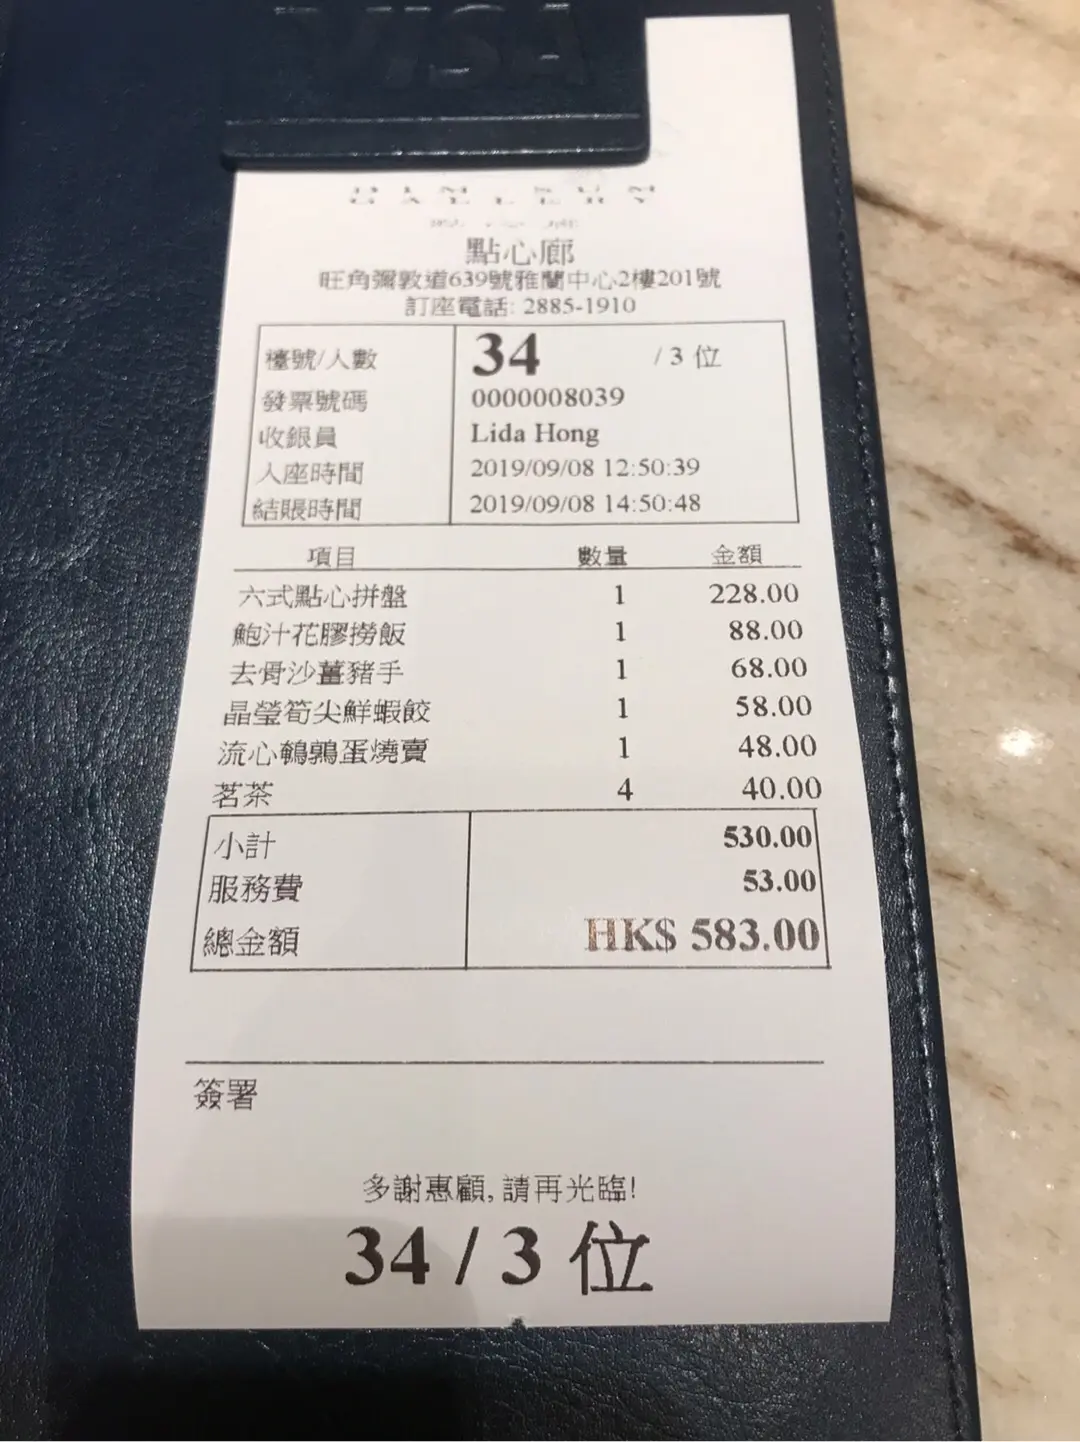 VISA
DIM SUM
GALLERY
點心廊
旺角彌敦道639號雅蘭中心2樓201號
訂座電話: 2885-1910
檯號/人數 34 / 3 位
發票號碼 0000008039
收銀員 Lida Hong
入座時間 2019/09/08 12:50:39
結賬時間 2019/09/08 14:50:48
項目 數量 金額
六式點心拼盤 1 228.00
鮑汁花膠撈飯 1 88.00
去骨沙薑豬手 1 68.00
晶瑩筍尖鮮蝦餃 1 58.00
流心鵪鶉蛋燒賣 1 48.00
茗茶 4 40.00
小計 530.00
服務費 53.00
總金額 HK$ 583.00
簽署
多謝惠顧, 請再光臨!
34 / 3 位